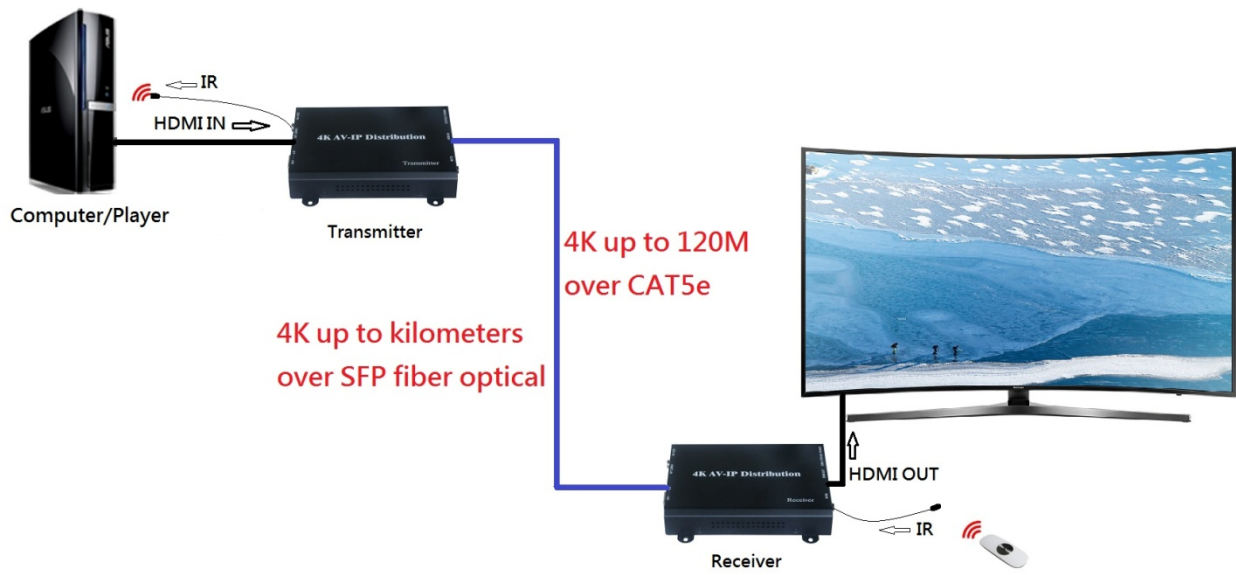 IR
HDMI IN
4K AV-IP Distribution
Transmitter
Computer/Player
Transmitter
4K up to 120M
over CAT5e
4K up to kilometers
over SFP fiber optical
4K AV-IP Distribution
Receiver
HDMI OUT
IR
Receiver